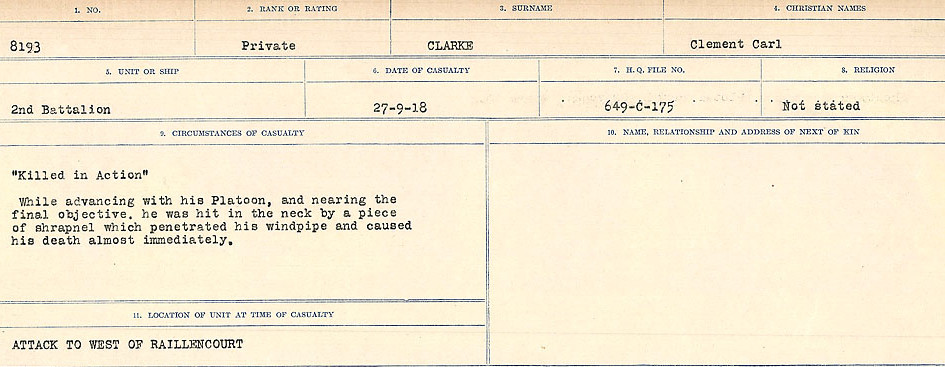 1. NO. 2. RANK OR RATING 3. SURNAME 4. CHRISTIAN NAMES
8193 Private CLARKE Clement Carl
5. UNIT OR SHIP 6. DATE OF CASUALTY 7. H. Q. FILE NO. 8. RELIGION
2nd Battalion 27-9-18 649-C-175 Not stated
9. CIRCUMSTANCES OF CASUALTY 10. NAME, RELATIONSHIP AND ADDRESS OF NEXT OF KIN
"Killed in Action"
While advancing with his Platoon, and nearing the
final objective. he was hit in the neck by a piece
of shrapnel which penetrated his windpipe and caused
his death almost immediately.
11. LOCATION OF UNIT AT TIME OF CASUALTY
ATTACK TO WEST OF RAILLENCOURT